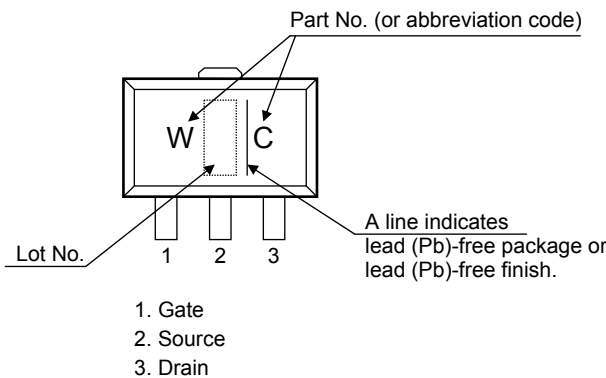 Part No. (or abbreviation code)
W
C
Lot No.
A line indicates
lead (Pb)-free package or
lead (Pb)-free finish.
1
2
3
1. Gate
2. Source
3. Drain